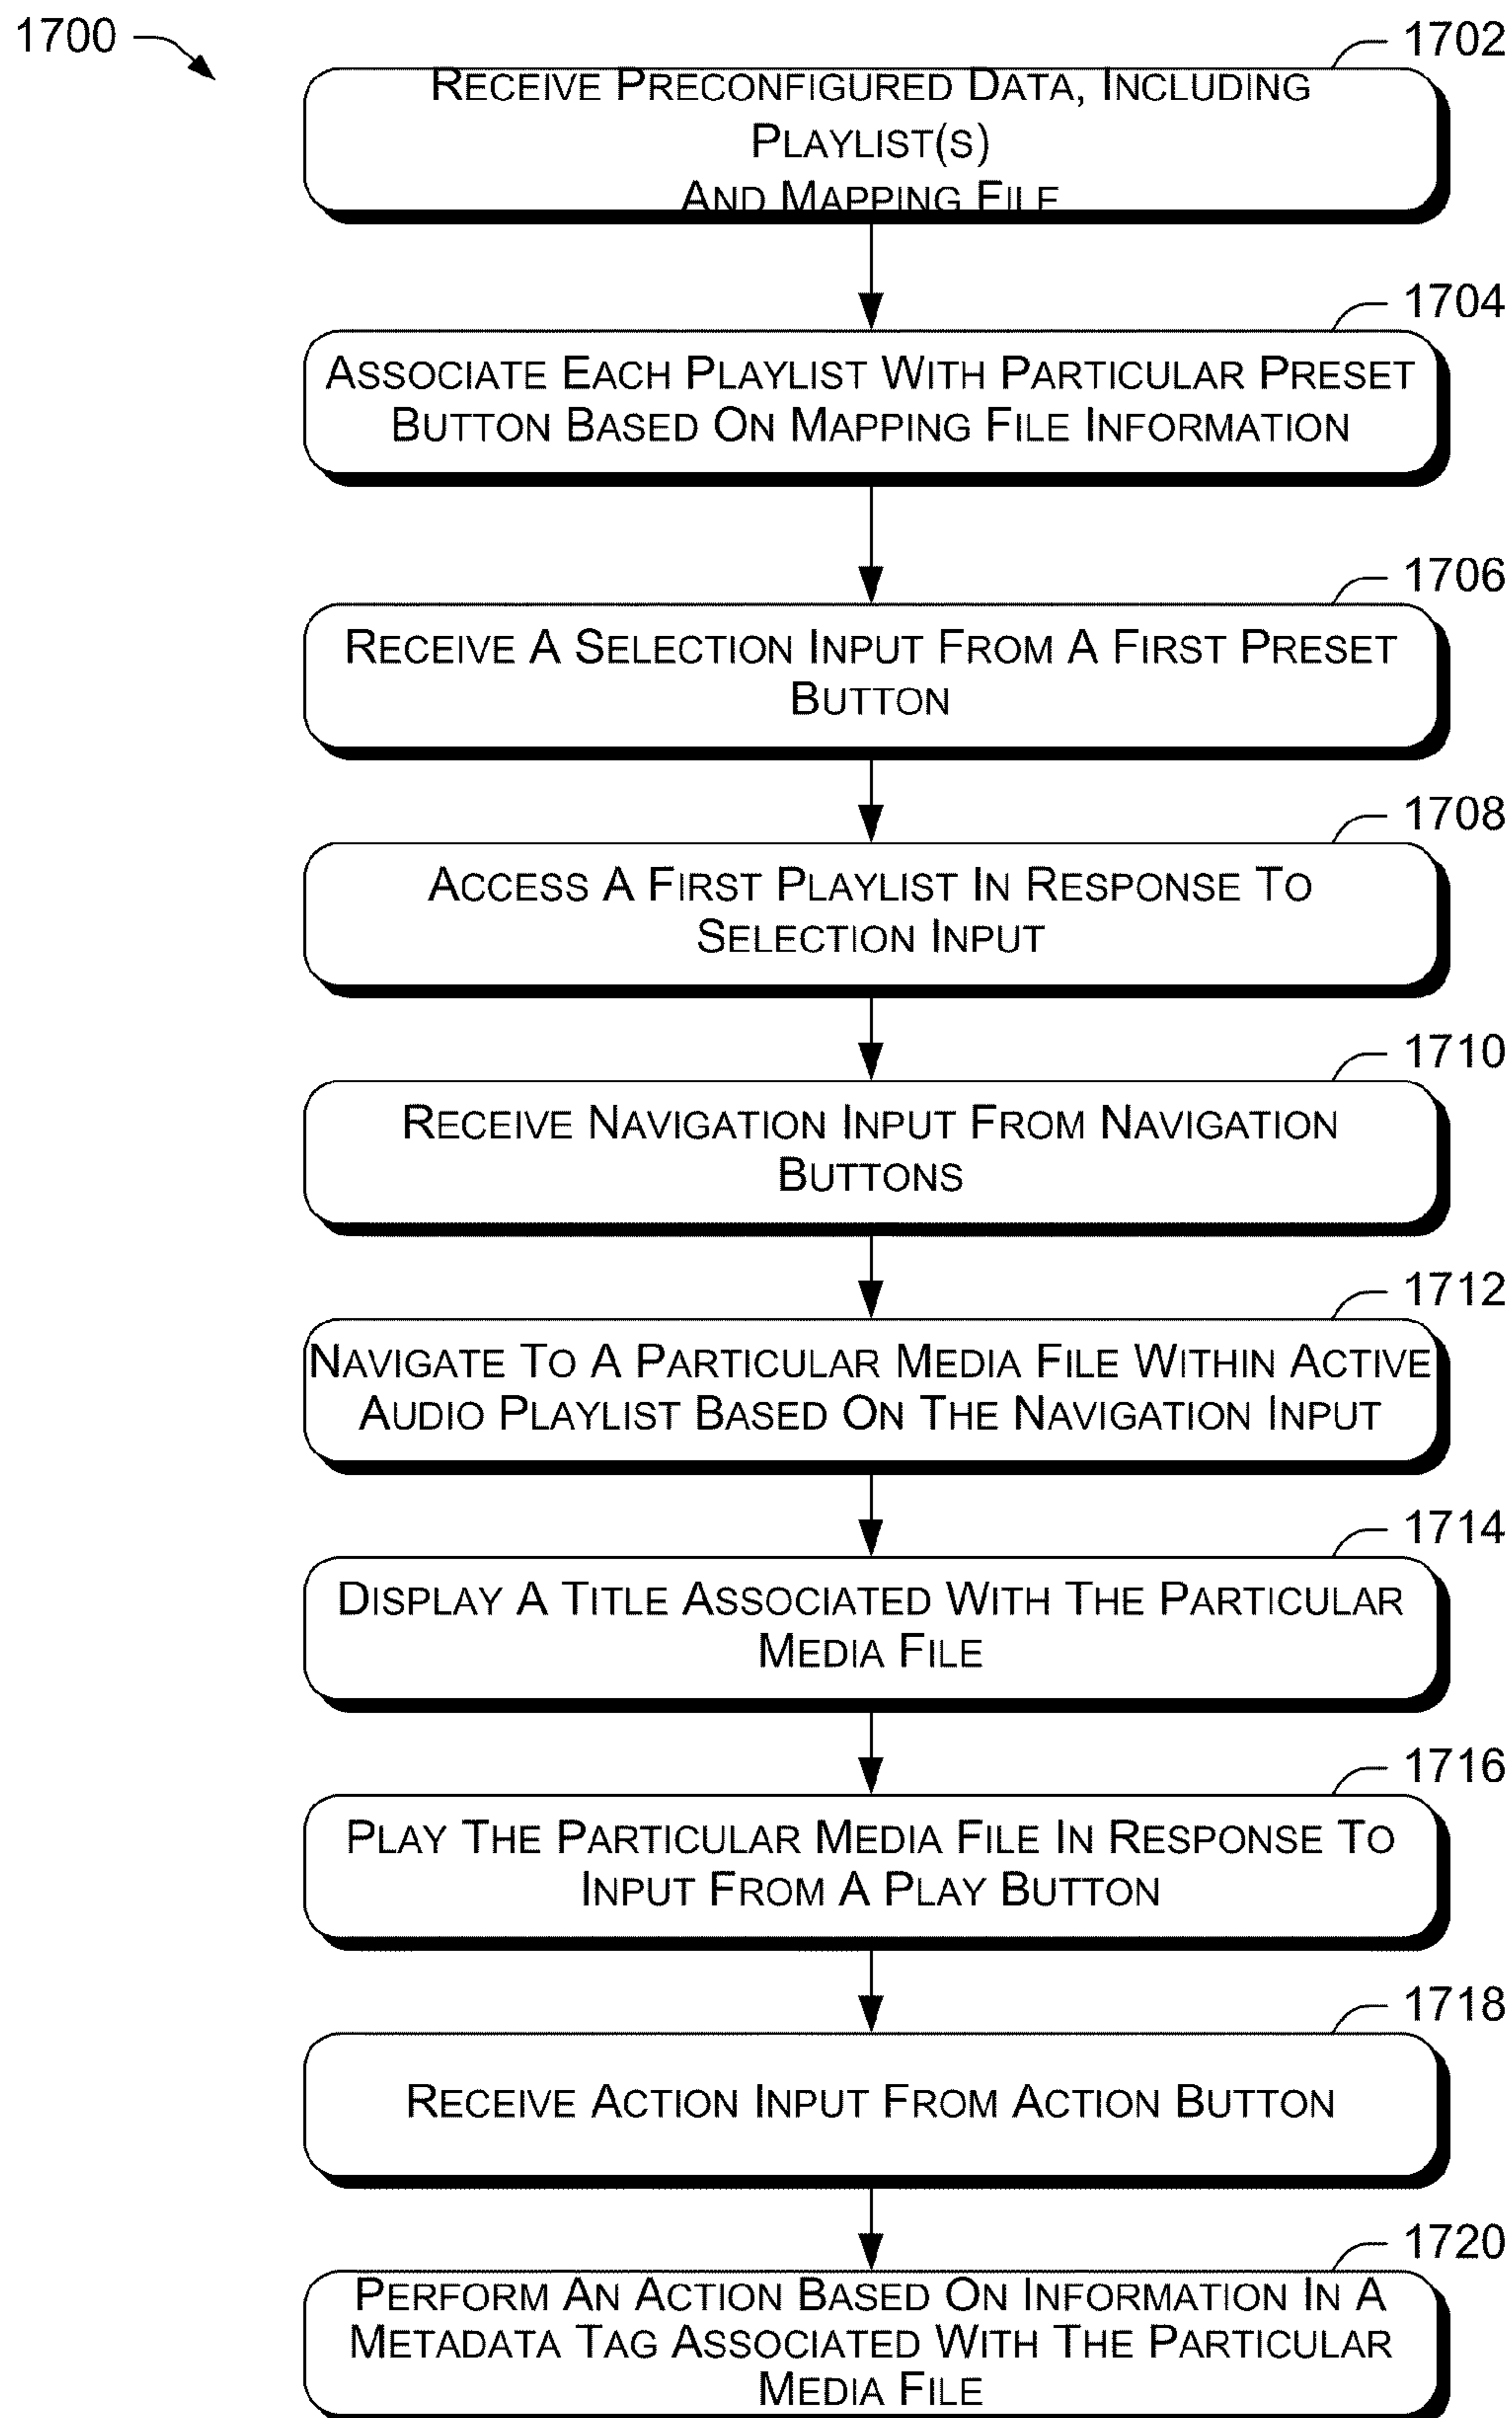 1700
1702
RECEIVE PRECONFIGURED DATA, INCLUDING
PLAYLIST(S)
AND MAPPING FILE
1704
ASSOCIATE EACH PLAYLIST WITH PARTICULAR PRESET
BUTTON BASED ON MAPPING FILE INFORMATION
1706
RECEIVE A SELECTION INPUT FROM A FIRST PRESET
BUTTON
1708
ACCESS A FIRST PLAYLIST IN RESPONSE TO
SELECTION INPUT
1710
RECEIVE NAVIGATION INPUT FROM NAVIGATION
BUTTONS
1712
NAVIGATE TO A PARTICULAR MEDIA FILE WITHIN ACTIVE
AUDIO PLAYLIST BASED ON THE NAVIGATION INPUT
1714
DISPLAY A TITLE ASSOCIATED WITH THE PARTICULAR
MEDIA FILE
1716
PLAY THE PARTICULAR MEDIA FILE IN RESPONSE TO
INPUT FROM A PLAY BUTTON
1718
RECEIVE ACTION INPUT FROM ACTION BUTTON
1720
PERFORM AN ACTION BASED ON INFORMATION IN A
METADATA TAG ASSOCIATED WITH THE PARTICULAR
MEDIA FILE